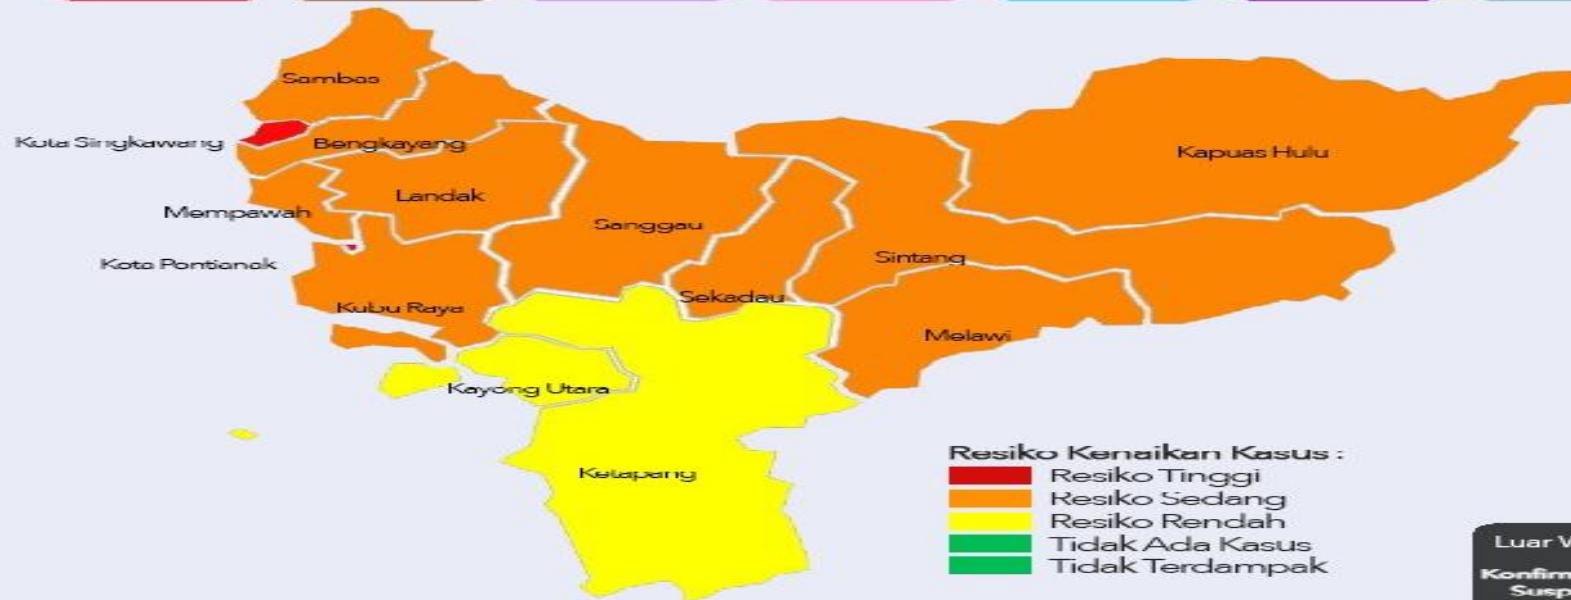 Sambas
Kota Singkawang
Bengkayang
Kapuas Hulu
Landak
Mempawah
Sanggau
Kota Pontianak
Sintang
Sekadau
Kubu Raya
Melawi
Kayong Utara
Ketapang
Resiko Kenaikan Kasus :
Resiko Tinggi
Resiko Sedang
Resiko Rendah
Tidak Ada Kasus
Tidak Terdampak
Luar